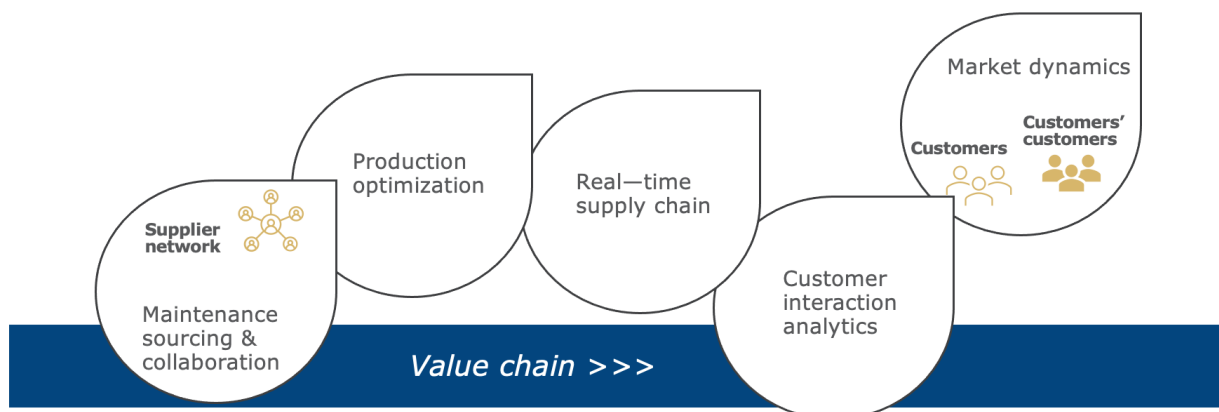 Supplier
network
Maintenance
sourcing &
collaboration
Production
optimization
Real—time
supply chain
Customer
interaction
analytics
Market dynamics
Customers
Customers’
customers
Value chain >>>